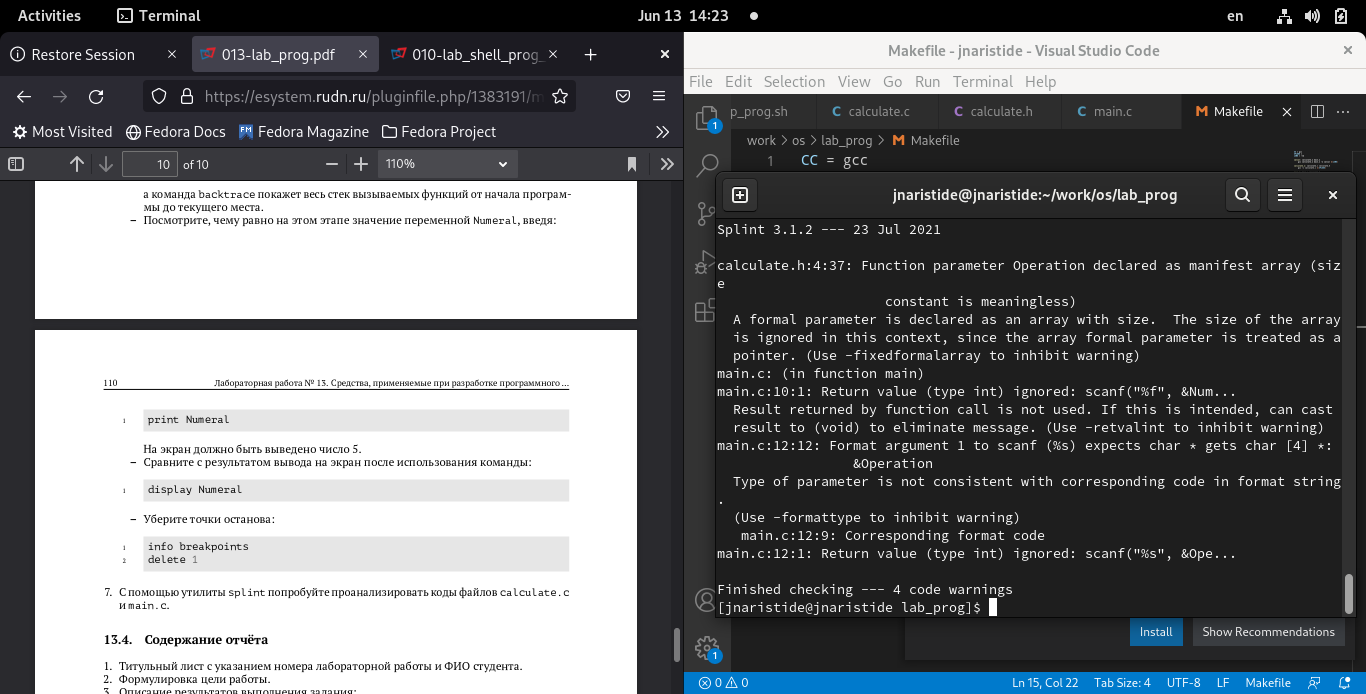 Activities
Terminal
Jun 13 14:23
en
Restore Session
013-lab_prog.pdf
010-lab_shell_prog_
https://esystem.rudn.ru/pluginfile.php/1383191/m
Most Visited
Fedora Docs
Fedora Magazine
Fedora Project
10 of 10
110%
а команда backtrace покажет весь стек вызываемых функций от начала програм-
мы до текущего места.
– Посмотрите, чему равно на этом этапе значение переменной Numeral, введя:
110 Лабораторная работа № 13. Средства, применяемые при разработке программного ...
1 print Numeral
На экран должно быть выведено число 5.
– Сравните с результатом вывода на экран после использования команды:
1 display Numeral
– Уберите точки останова:
1 info breakpoints
2 delete 1
7. С помощью утилиты splint попробуйте проанализировать коды файлов calculate.c
и main.c.
13.4. Содержание отчёта
1. Титульный лист с указанием номера лабораторной работы и ФИО студента.
2. Формулировка цели работы.
3. Описание результатов выполнения задания:
Makefile - jnaristide - Visual Studio Code
File Edit Selection View Go Run Terminal Help
p_prog.sh
C calculate.c
C calculate.h
C main.c
M Makefile
work > os > lab_prog > M Makefile
1 CC = gcc
1
jnaristide@jnaristide:~/work/os/lab_prog
Splint 3.1.2 --- 23 Jul 2021
calculate.h:4:37: Function parameter Operation declared as manifest array (siz
e
constant is meaningless)
A formal parameter is declared as an array with size. The size of the array
is ignored in this context, since the array formal parameter is treated as a
pointer. (Use -fixedformalarray to inhibit warning)
main.c: (in function main)
main.c:10:1: Return value (type int) ignored: scanf("%f", &Num...
Result returned by function call is not used. If this is intended, can cast
result to (void) to eliminate message. (Use -retvalint to inhibit warning)
main.c:12:12: Format argument 1 to scanf (%s) expects char * gets char [4] *:
&Operation
Type of parameter is not consistent with corresponding code in format string
.
(Use -formattype to inhibit warning)
main.c:12:9: Corresponding format code
main.c:12:1: Return value (type int) ignored: scanf("%s", &Ope...
Finished checking --- 4 code warnings
[jnaristide@jnaristide lab_prog]$
Install
Show Recommendations
1
0 0
Ln 15, Col 22 Tab Size: 4 UTF-8 LF Makefile